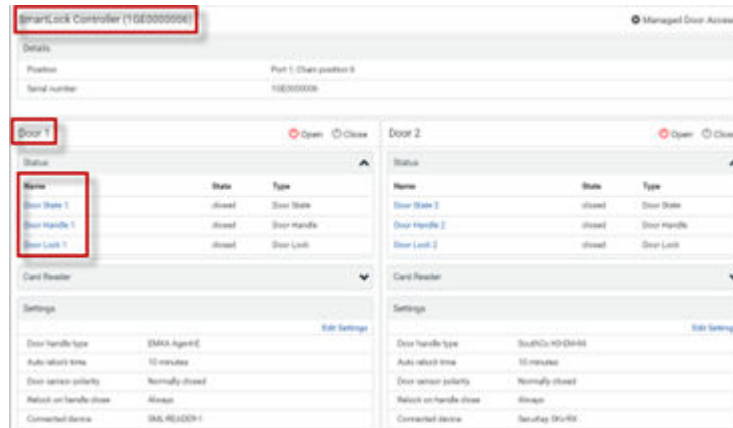 SmartLock Controller (1GE0000006)
Managed Door Access
Details
Position Port 1, Chain position 6
Serial number 1GE0000006
Door 1 Open Close
Status
Name State Type
Door State 1 closed Door State
Door Handle 1 closed Door Handle
Door Lock 1 closed Door Lock
Card Reader
Settings
Edit Settings
Door handle type EMKA Agent-E
Auto relock time 10 minutes
Door sensor polarity Normally closed
Relock on handle close Always
Connected device SML-READER-1
Door 2 Open Close
Status
Name State Type
Door State 2 closed Door State
Door Handle 2 closed Door Handle
Door Lock 2 closed Door Lock
Card Reader
Settings
Edit Settings
Door handle type SouthCo
Auto relock time 10 minutes
Door sensor polarity Normally closed
Relock on handle close Always
Connected device